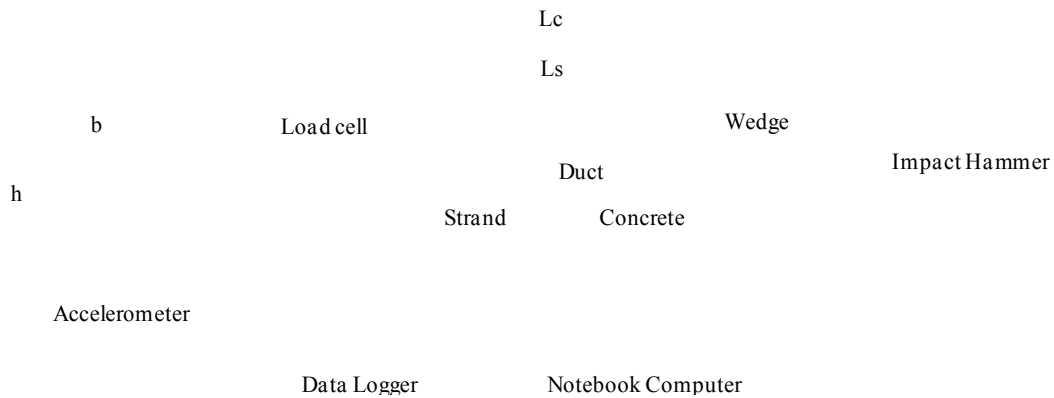 Lc
Ls
b Load cell Wedge
Duct Impact Hammer
h
Strand Concrete
Accelerometer
Data Logger Notebook Computer